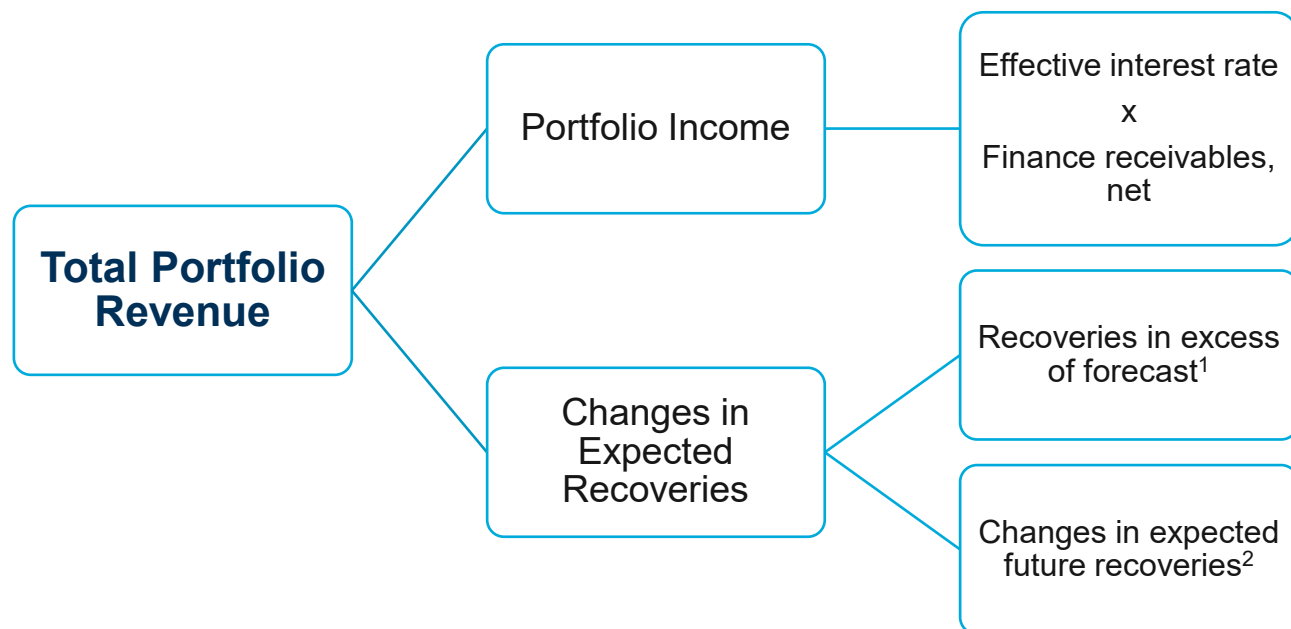 Total Portfolio
Revenue
Portfolio Income
Effective interest rate
x
Finance receivables,
net
Changes in
Expected
Recoveries
Recoveries in excess
of forecast¹
Changes in expected
future recoveries²